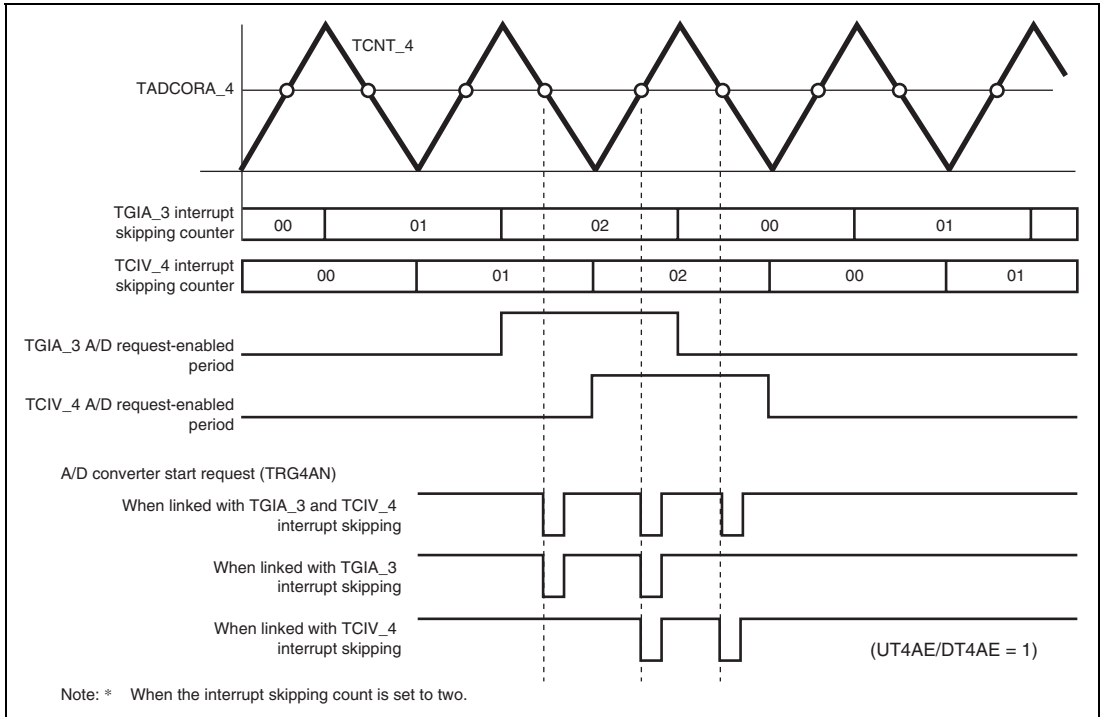 TCNT_4
TADCORA_4
TGIA_3 interrupt
skipping counter
00 01 02 00 01
TCIV_4 interrupt
skipping counter
00 01 02 00 01
TGIA_3 A/D request-enabled
period
TCIV_4 A/D request-enabled
period
A/D converter start request (TRG4AN)
When linked with TGIA_3 and TCIV_4
interrupt skipping
When linked with TGIA_3
interrupt skipping
When linked with TCIV_4
interrupt skipping
(UT4AE/DT4AE = 1)
Note: * When the interrupt skipping count is set to two.